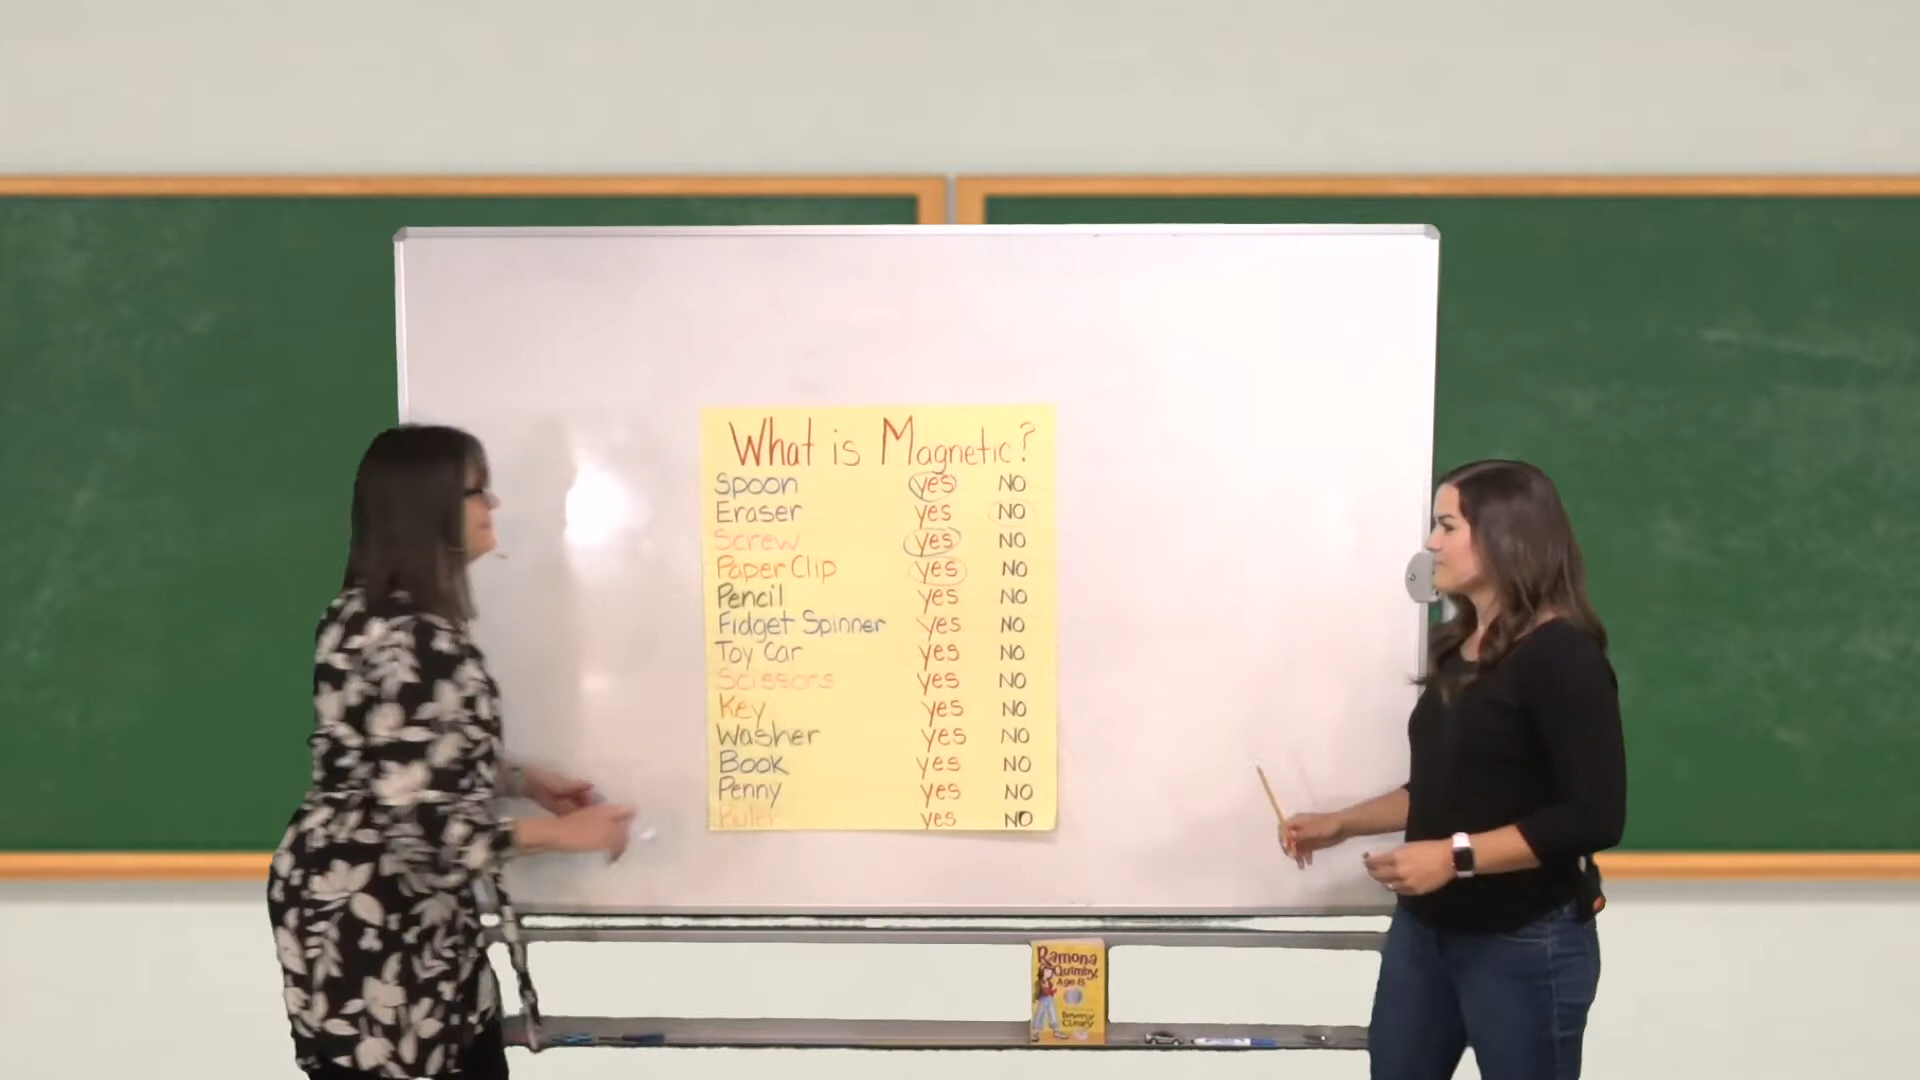 What is Magnetic?
Spoon yes NO
Eraser yes NO
Screw yes NO
Paper Clip yes NO
Pencil yes NO
Fidget Spinner yes NO
Toy Car yes NO
Scissors yes NO
Key yes NO
Washer yes NO
Book yes NO
Penny yes NO
Ruler yes NO
Ramona
Quimby,
Age 8
Beverly
Cleary